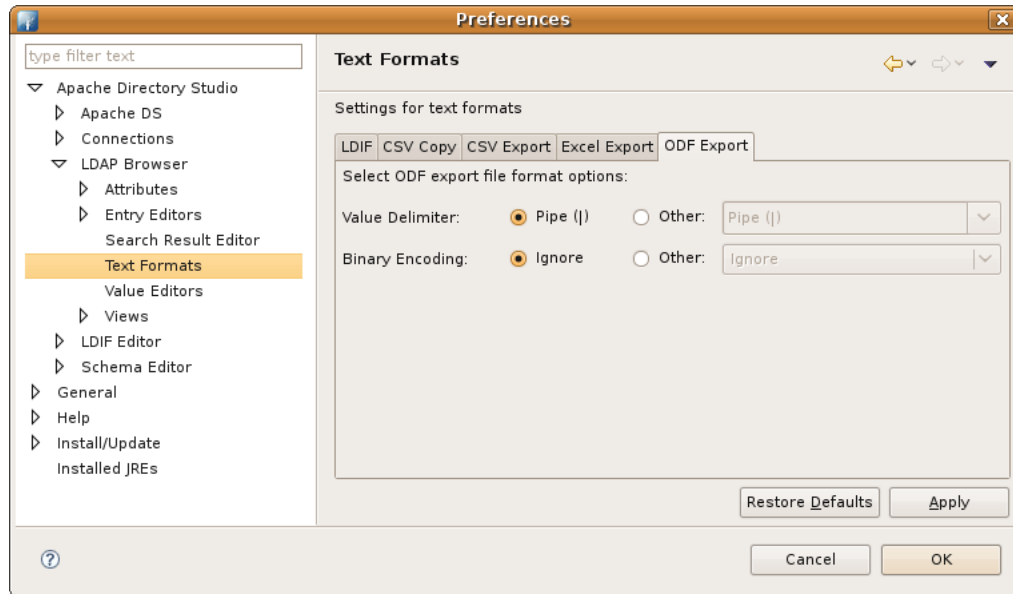 Preferences
type filter text
Apache Directory Studio
Apache DS
Connections
LDAP Browser
Attributes
Entry Editors
Search Result Editor
Text Formats
Value Editors
Views
LDIF Editor
Schema Editor
General
Help
Install/Update
Installed JREs
Text Formats
Settings for text formats
LDIF CSV Copy CSV Export Excel Export ODF Export
Select ODF export file format options:
Value Delimiter: Pipe (|) Other: Pipe (|)
Binary Encoding: Ignore Other: Ignore
Restore Defaults Apply
Cancel OK